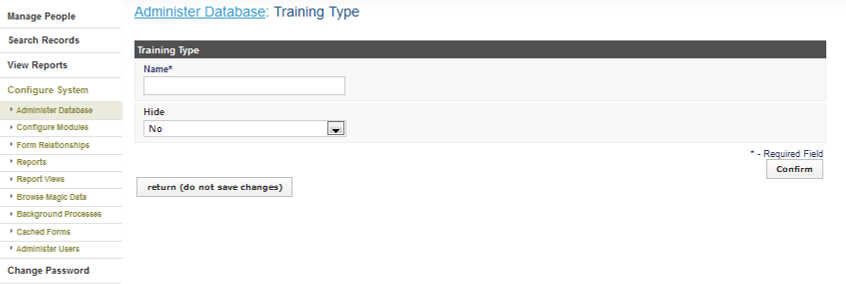 Manage People
Search Records
View Reports
Configure System
Administer Database
Configure Modules
Form Relationships
Reports
Report Views
Browse Magic Data
Background Processes
Cached Forms
Administer Users
Change Password
Administer Database: Training Type
Training Type
Name*
Hide
No
* - Required Field
Confirm
return (do not save changes)